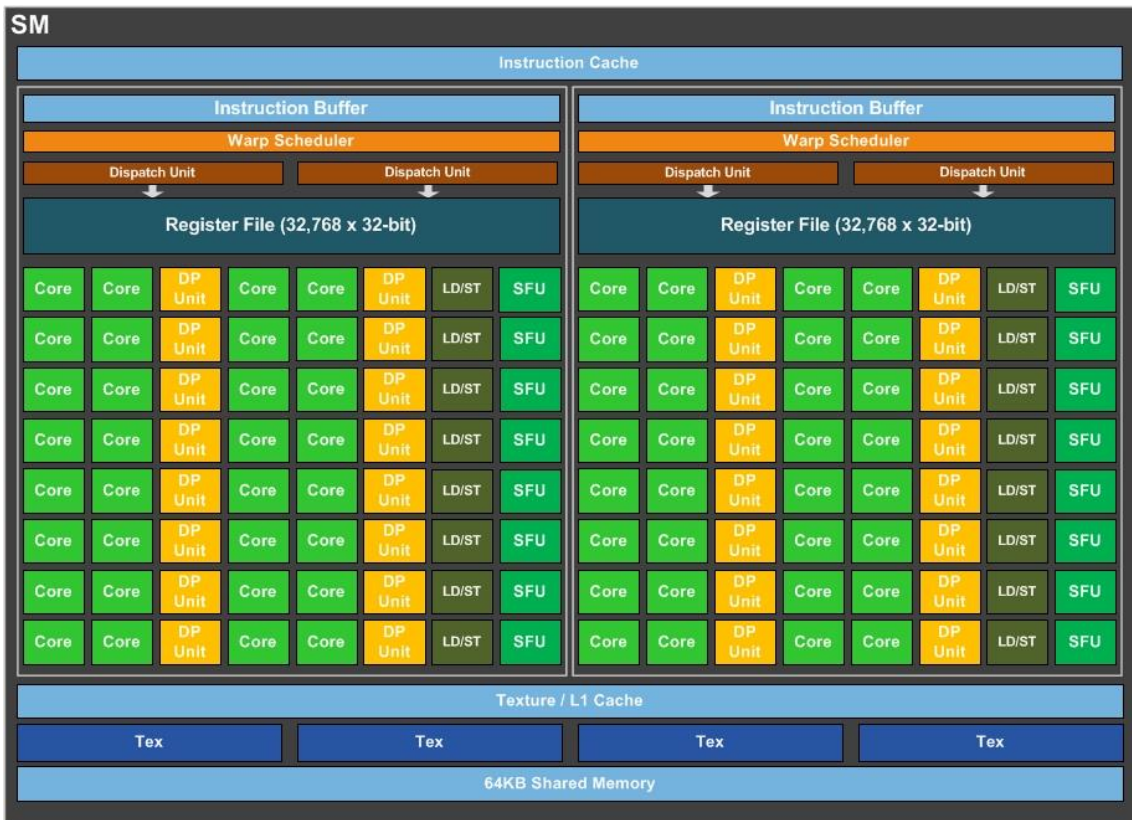 SM
Instruction Cache
Instruction Buffer
Warp Scheduler
Dispatch Unit Dispatch Unit
Register File (32,768 x 32-bit)
Core Core DP Unit Core Core DP Unit LD/ST SFU
Core Core DP Unit Core Core DP Unit LD/ST SFU
Core Core DP Unit Core Core DP Unit LD/ST SFU
Core Core DP Unit Core Core DP Unit LD/ST SFU
Core Core DP Unit Core Core DP Unit LD/ST SFU
Core Core DP Unit Core Core DP Unit LD/ST SFU
Core Core DP Unit Core Core DP Unit LD/ST SFU
Core Core DP Unit Core Core DP Unit LD/ST SFU
Instruction Buffer
Warp Scheduler
Dispatch Unit Dispatch Unit
Register File (32,768 x 32-bit)
Core Core DP Unit Core Core DP Unit LD/ST SFU
Core Core DP Unit Core Core DP Unit LD/ST SFU
Core Core DP Unit Core Core DP Unit LD/ST SFU
Core Core DP Unit Core Core DP Unit LD/ST SFU
Core Core DP Unit Core Core DP Unit LD/ST SFU
Core Core DP Unit Core Core DP Unit LD/ST SFU
Core Core DP Unit Core Core DP Unit LD/ST SFU
Core Core DP Unit Core Core DP Unit LD/ST SFU
Texture / L1 Cache
Tex Tex Tex Tex
64KB Shared Memory